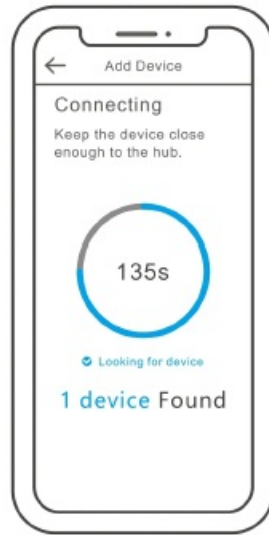 Add Device
Connecting
Keep the device close
enough to the hub.
135s
Looking for device
1 device Found